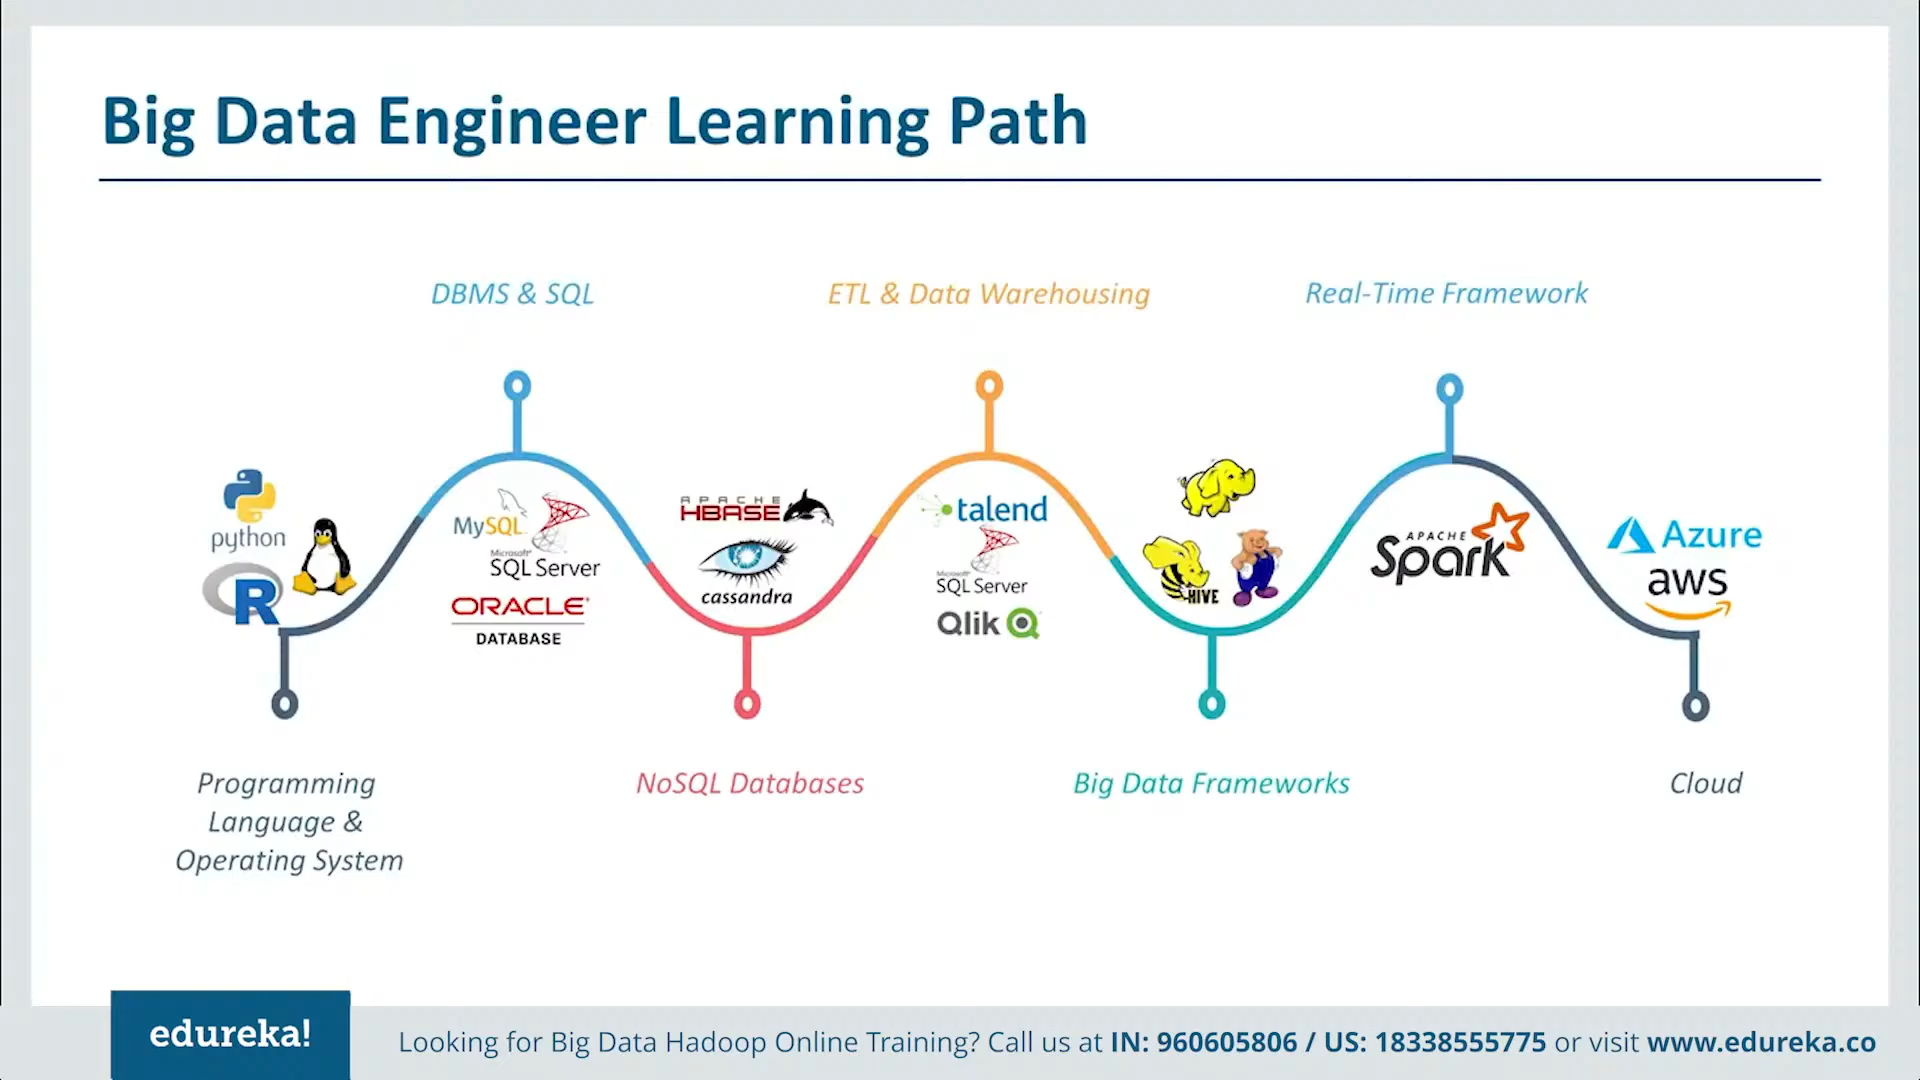 Big Data Engineer Learning Path
DBMS & SQL
ETL & Data Warehousing
Real-Time Framework
python
R
MySQL
Microsoft®
SQL Server
ORACLE®
DATABASE
APACHE
HBASE
cassandra
talend
Microsoft®
SQL Server
Qlik
HIVE
APACHE
Spark
Azure
aws
Programming
Language &
Operating System
NoSQL Databases
Big Data Frameworks
Cloud
edureka!
Looking for Big Data Hadoop Online Training? Call us at IN: 960605806 / US: 18338555775 or visit www.edureka.co